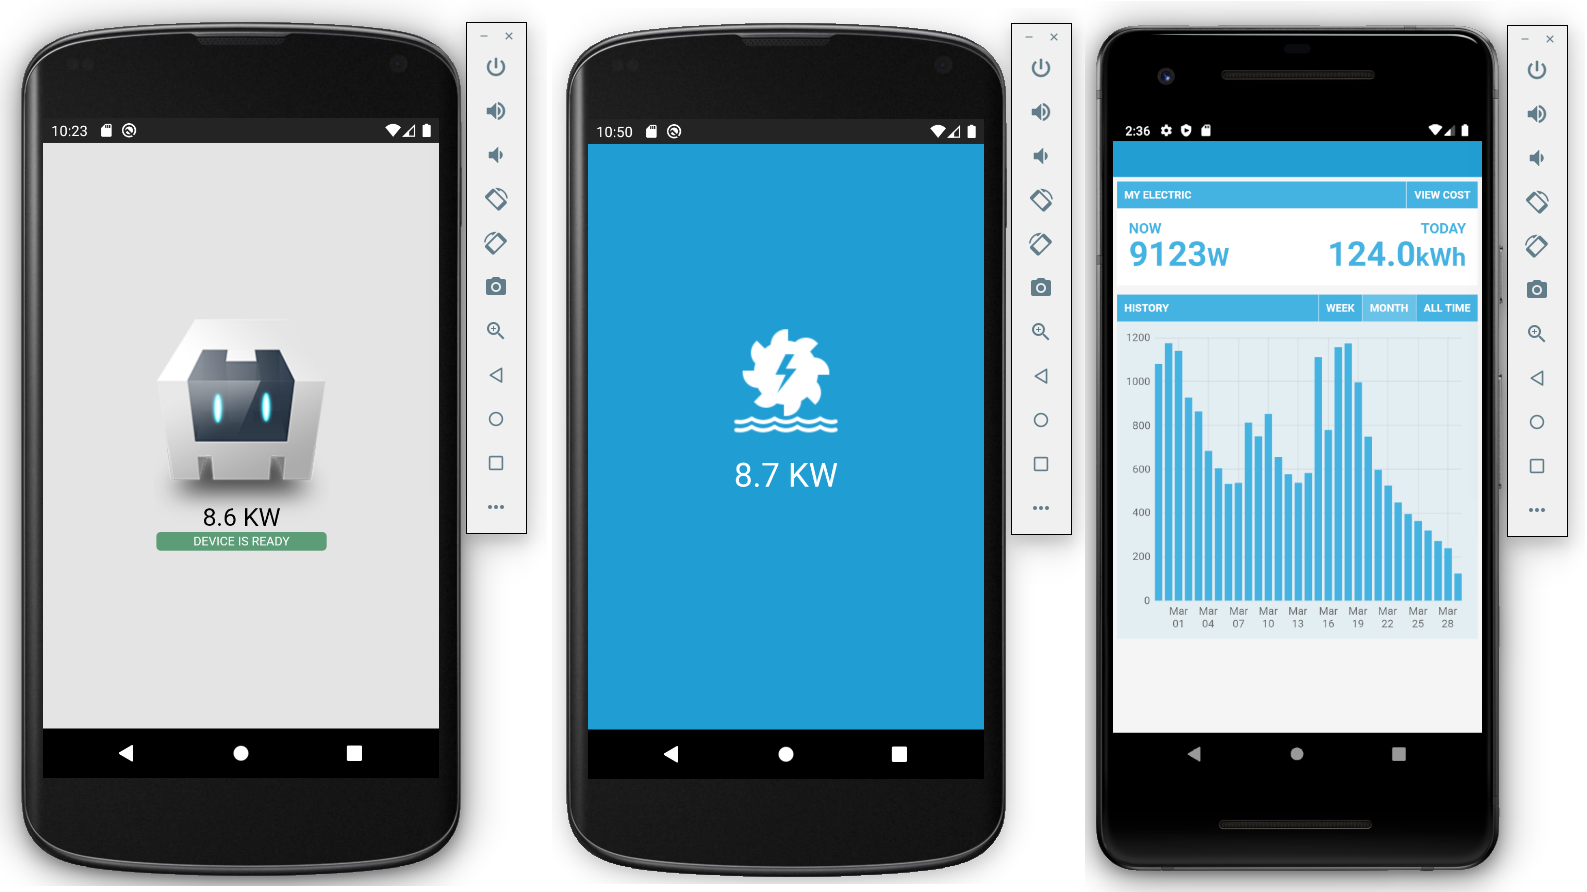 10:23
8.6 KW
DEVICE IS READY
10:50
8.7 KW
2:36
MY ELECTRIC VIEW COST
NOW TODAY
9123W 124.0kWh
HISTORY WEEK MONTH ALL TIME
1200
1000
800
600
400
200
0
Mar Mar Mar Mar Mar Mar Mar Mar Mar Mar
01 04 07 10 13 16 19 22 25 28